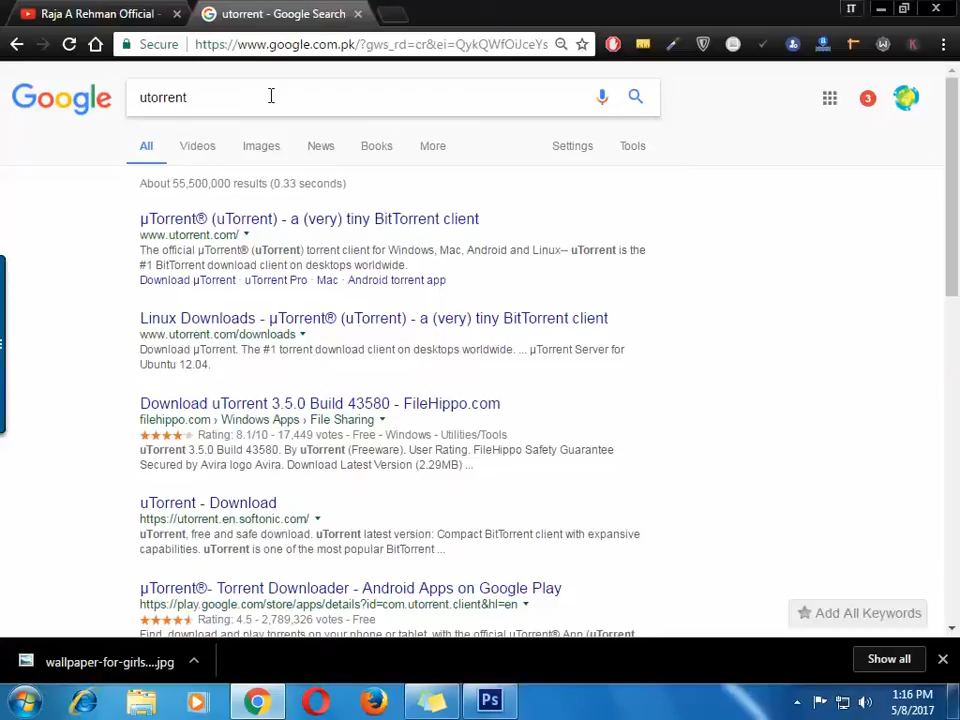 Raja A Rehman Official -
utorrent - Google Search
IT
Secure
https://www.google.com.pk/?gws_rd=cr&ei=QykQWfOiJceYs
K
Google
utorrent
3
All
Videos
Images
News
Books
More
Settings
Tools
About 55,500,000 results (0.33 seconds)
µTorrent® (uTorrent) - a (very) tiny BitTorrent client
www.utorrent.com/
The official µTorrent® (uTorrent) torrent client for Windows, Mac, Android and Linux-- uTorrent is the
#1 BitTorrent download client on desktops worldwide.
Download µTorrent · uTorrent Pro · Mac · Android torrent app
Linux Downloads - µTorrent® (uTorrent) - a (very) tiny BitTorrent client
www.utorrent.com/downloads
Download µTorrent. The #1 torrent download client on desktops worldwide. ... µTorrent Server for
Ubuntu 12.04.
Download uTorrent 3.5.0 Build 43580 - FileHippo.com
filehippo.com › Windows Apps › File Sharing
Rating: 8.1/10 - 17,449 votes - Free - Windows - Utilities/Tools
uTorrent 3.5.0 Build 43580. By uTorrent (Freeware). User Rating. FileHippo Safety Guarantee
Secured by Avira logo Avira. Download Latest Version (2.29MB) ...
uTorrent - Download
https://utorrent.en.softonic.com/
uTorrent, free and safe download. uTorrent latest version: Compact BitTorrent client with expansive
capabilities. uTorrent is one of the most popular BitTorrent ...
µTorrent®- Torrent Downloader - Android Apps on Google Play
https://play.google.com/store/apps/details?id=com.utorrent.client&hl=en
Rating: 4.5 - 2,789,326 votes - Free
Find, download and play torrents on your phone or tablet, with the official uTorrent® App (uTorrent
Add All Keywords
wallpaper-for-girls....jpg
Show all
Ps
1:16 PM
5/8/2017